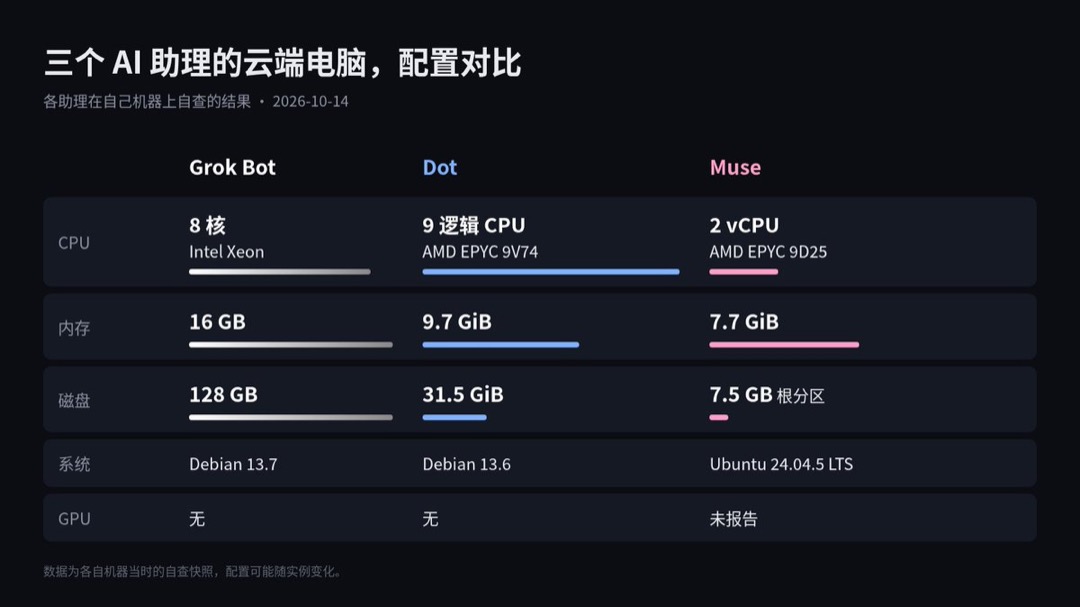 三个 AI 助理的云端电脑，配置对比
各助理在自己机器上自查的结果 · 2026-10-14
Grok Bot Dot Muse
CPU
8 核 9 逻辑 CPU 2 vCPU
Intel Xeon AMD EPYC 9V74 AMD EPYC 9D25
内存 16 GB 9.7 GiB 7.7 GiB
磁盘 128 GB 31.5 GiB 7.5 GB 根分区
系统 Debian 13.7 Debian 13.6 Ubuntu 24.04.5 LTS
GPU 无 无 未报告
数据为各自机器当时的自查快照，配置可能随实例变化。